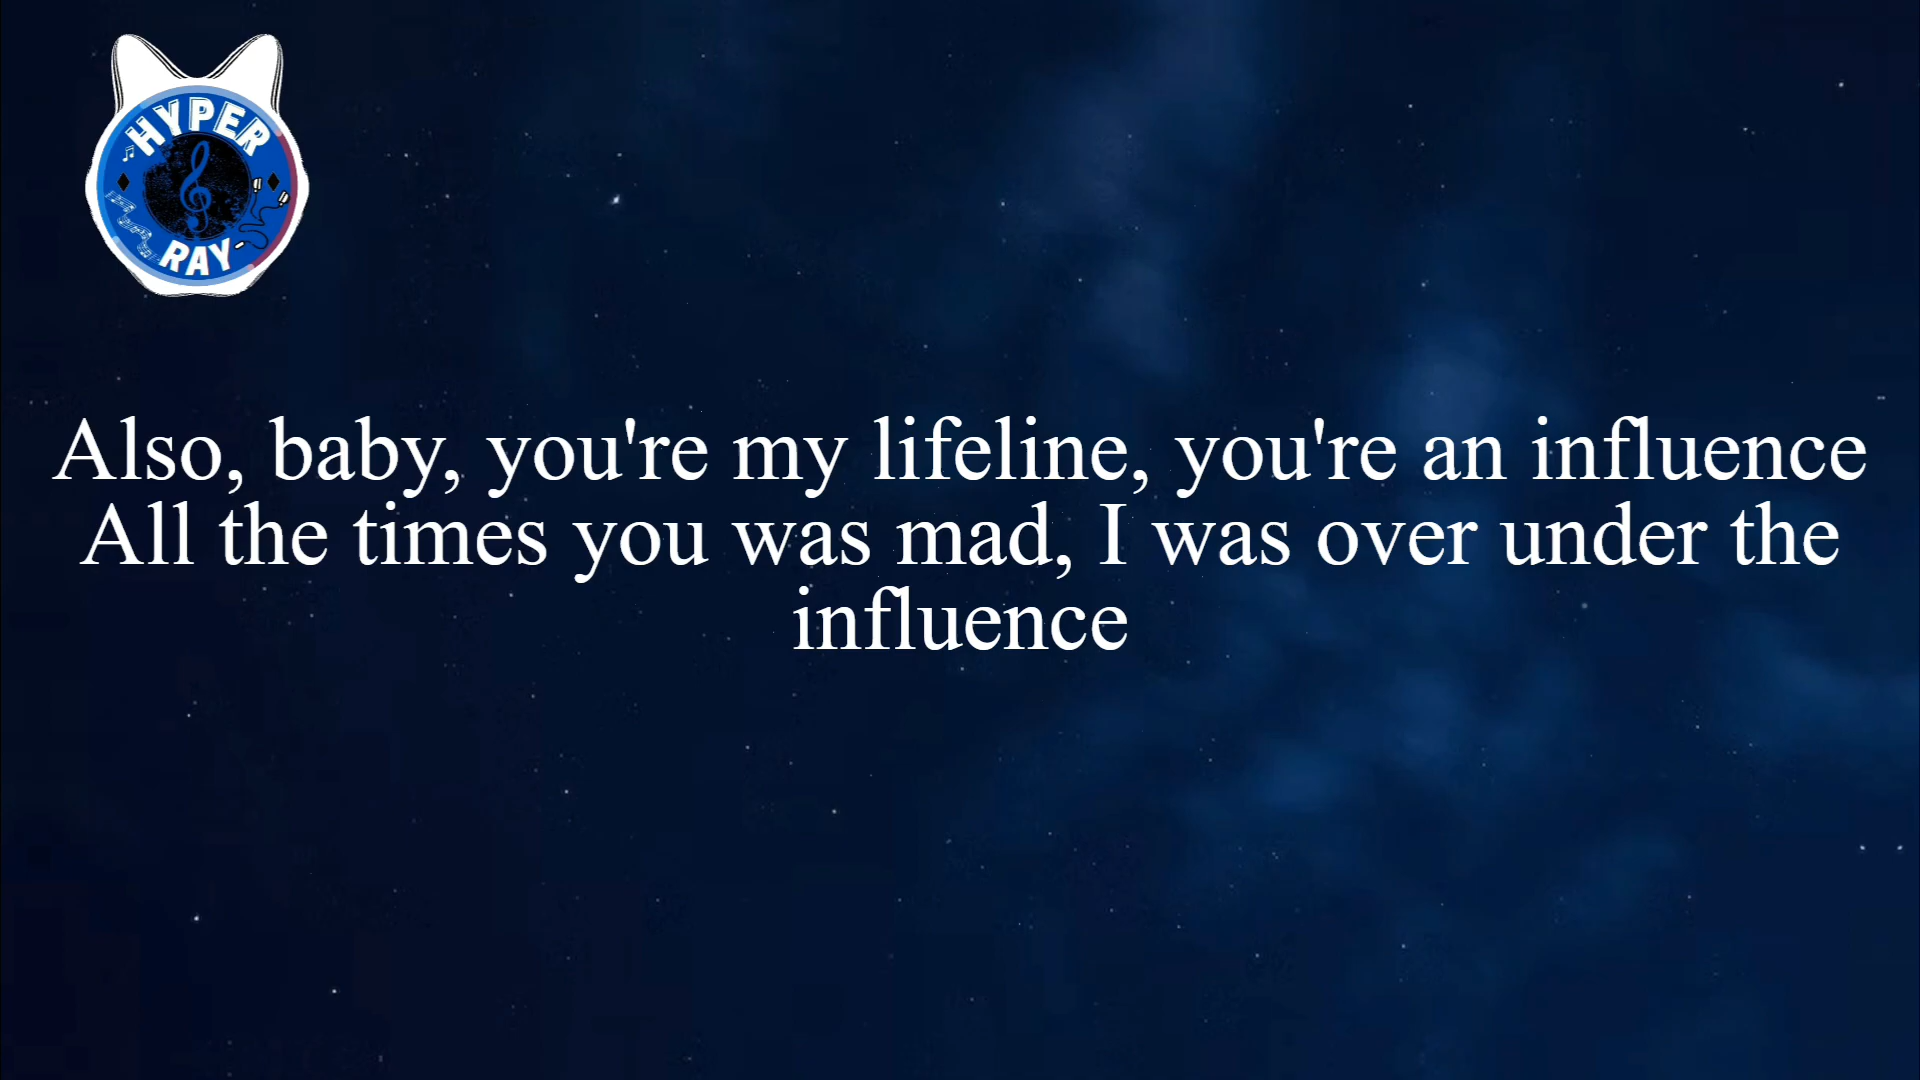 HYPER
RAY
Also, baby, you're my lifeline, you're an influence
All the times you was mad, I was over under the
influence